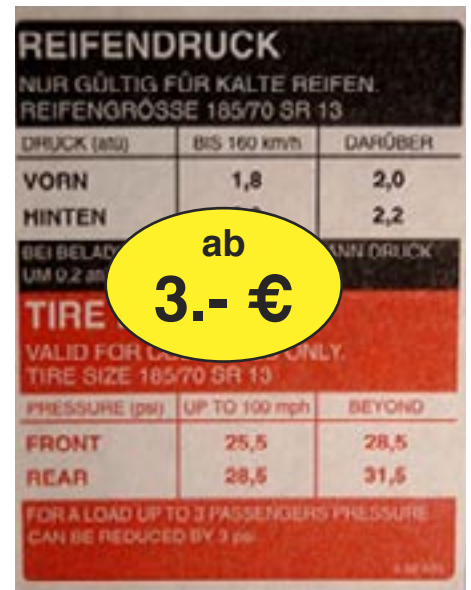 REIFENDRUCK
NUR GÜLTIG FÜR KALTE REIFEN.
REIFENGRÖSSE 185/70 SR 13
DRUCK (atü) BIS 160 km/h DARÜBER
VORN 1,8 2,0
HINTEN 2,2
ab
BEI DRUCK
UM 0,2
3.- €
TIRE
VALID FOR ONLY.
TIRE SIZE 185/70 SR 13
PRESSURE (psi) UP TO 100 mph BEYOND
FRONT 25,5 28,5
REAR 28,5 31,5
FOR A LOAD UP TO 3 PASSENGERS PRESSURE
CAN BE REDUCED BY 3 psi